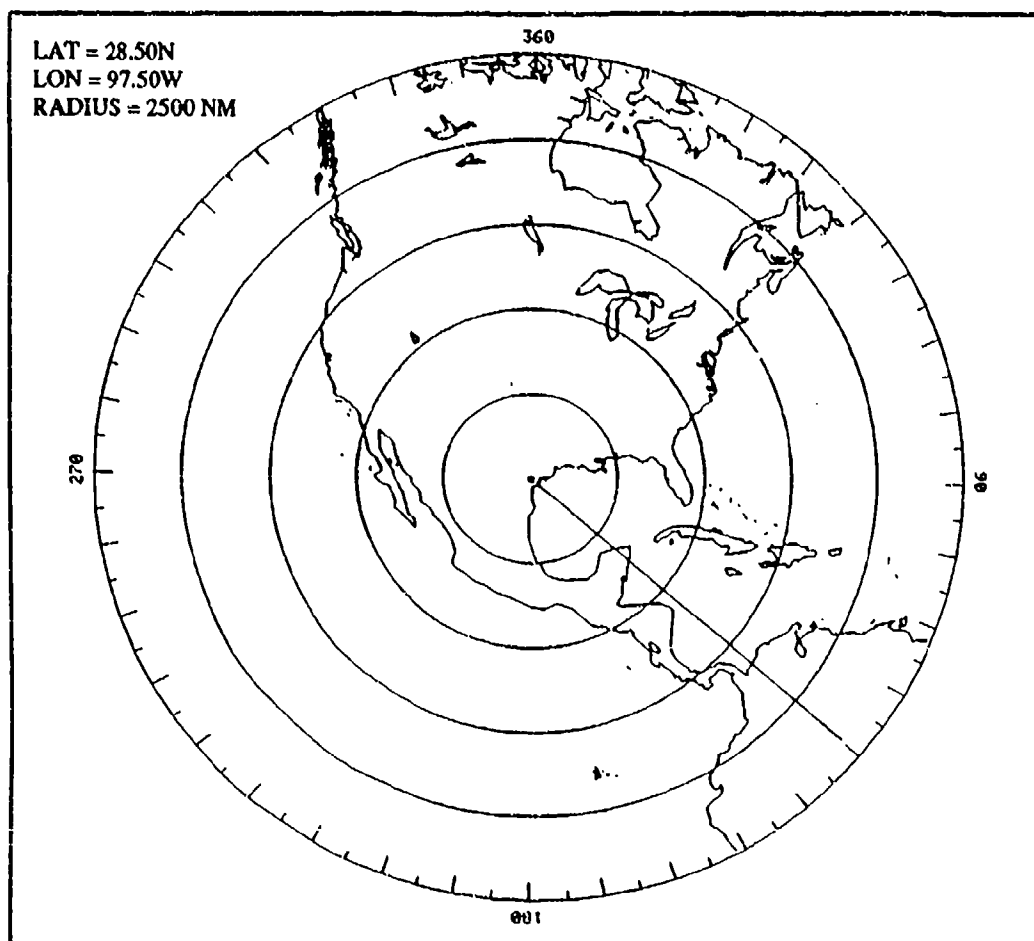 LAT = 28.50N
LON = 97.50W
RADIUS = 2500 NM
360
270
90
180